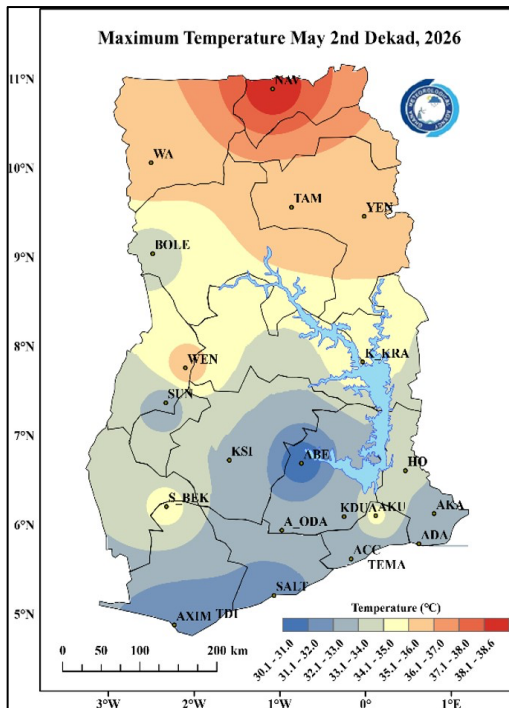 Maximum Temperature May 2nd Dekad, 2026
11°N
NAV
WA
10°N
TAM
YEN
BOLE
9°N
8°N
K_KRA
WEN
SUN
7°N
KSI
ABE
HO
S_BEK
KDUA
AKU
AKA
6°N
A_ODA
ADA
ACC
TEMA
SALT
5°N
AXIM
TDI
Temperature (°C)
0 50 100 200 km
30.1 - 31.0
31.1 - 32.0
32.1 - 33.0
33.1 - 34.0
34.1 - 35.0
35.1 - 36.0
36.1 - 37.0
37.1 - 38.0
38.1 - 38.6
3°W 2°W 1°W 0° 1°E